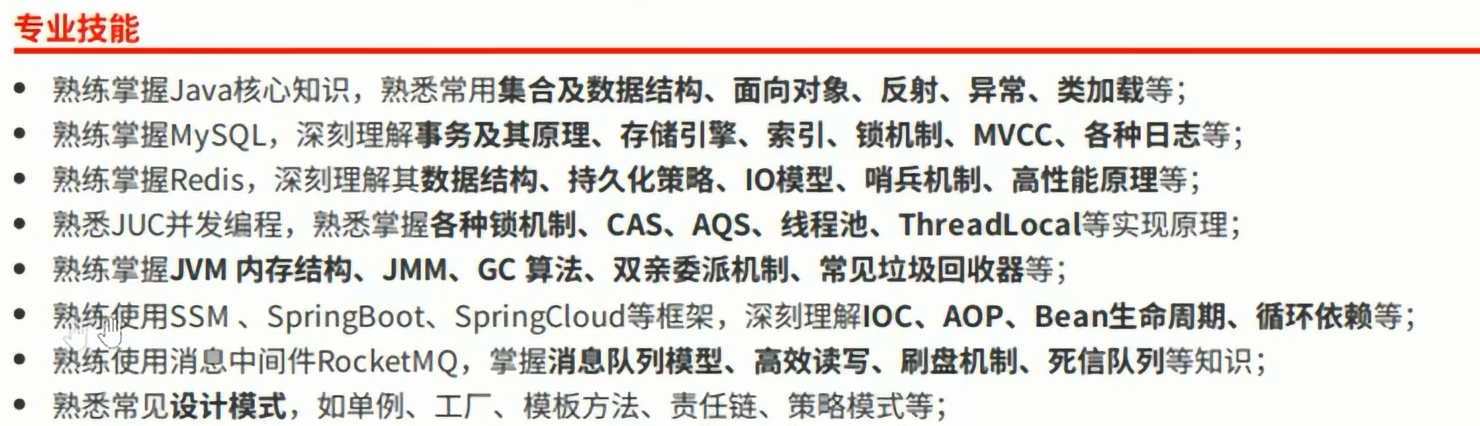 专业技能
• 熟练掌握Java核心知识，熟悉常用集合及数据结构、面向对象、反射、异常、类加载等；
• 熟练掌握MySQL，深刻理解事务及其原理、存储引擎、索引、锁机制、MVCC、各种日志等；
• 熟练掌握Redis，深刻理解其数据结构、持久化策略、IO模型、哨兵机制、高性能原理等；
• 熟悉JUC并发编程，熟悉掌握各种锁机制、CAS、AQS、线程池、ThreadLocal等实现原理；
• 熟练掌握JVM 内存结构、JMM、GC 算法、双亲委派机制、常见垃圾回收器等；
• 熟练使用SSM 、SpringBoot、SpringCloud等框架，深刻理解IOC、AOP、Bean生命周期、循环依赖等；
• 熟练使用消息中间件RocketMQ，掌握消息队列模型、高效读写、刷盘机制、死信队列等知识；
• 熟悉常见设计模式，如单例、工厂、模板方法、责任链、策略模式等；